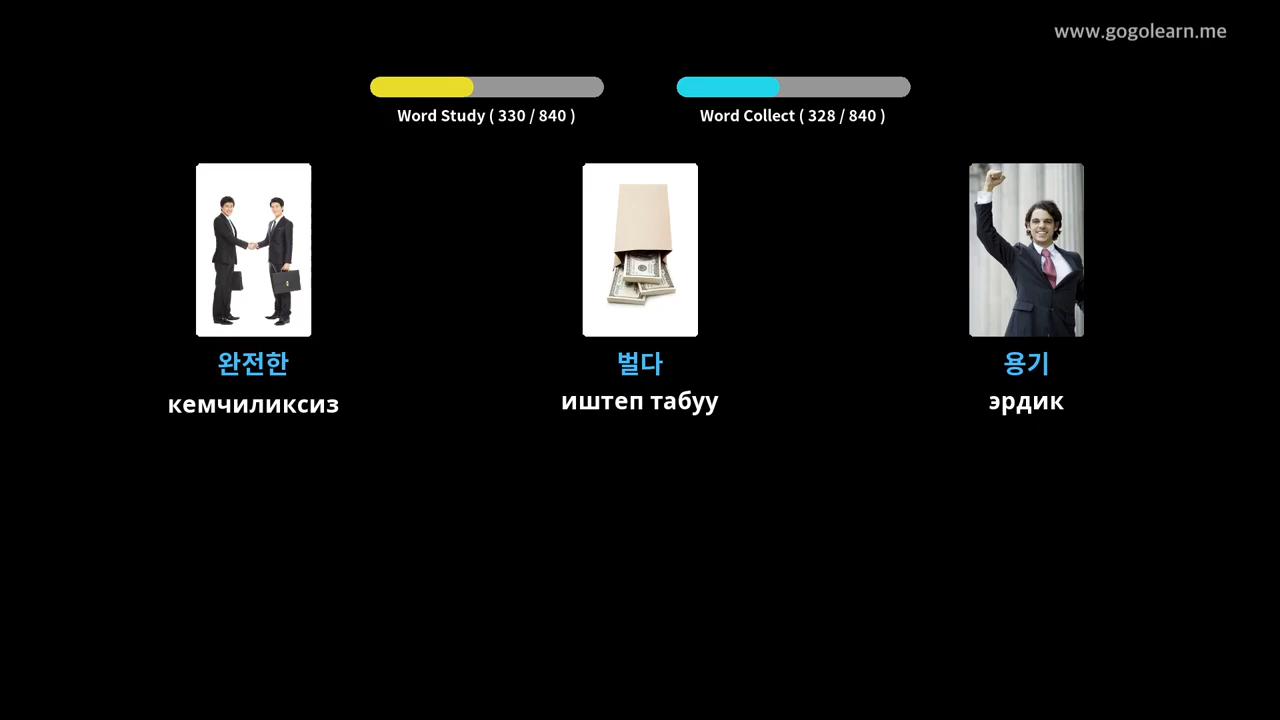 www.gogolearn.me
Word Study ( 330 / 840 )
Word Collect ( 328 / 840 )
완전한
кемчиликсиз
벌다
иштеп табуу
용기
эрдик